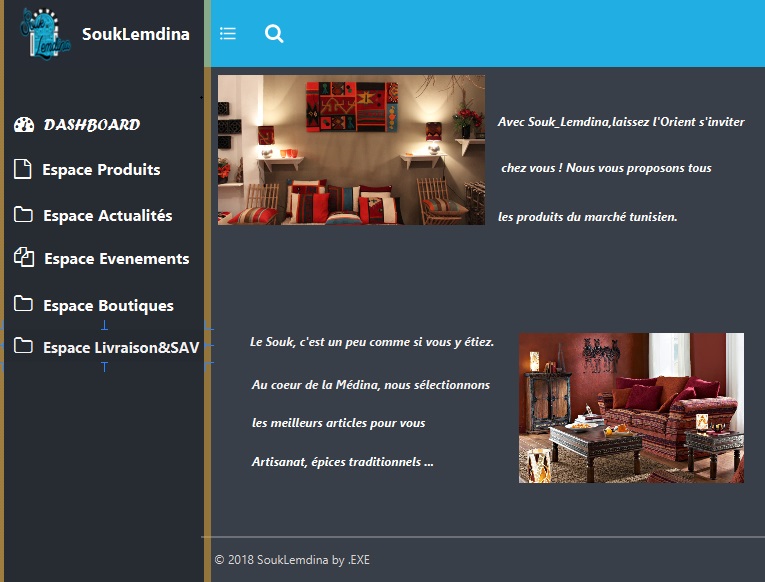 Souk
Lemdina
SoukLemdina
DASHBOARD
Espace Produits
Espace Actualités
Espace Evenements
Espace Boutiques
Espace Livraison&SAV
Avec Souk_Lemdina,laissez l'Orient s'inviter
chez vous ! Nous vous proposons tous
les produits du marché tunisien.
Le Souk, c'est un peu comme si vous y étiez.
Au coeur de la Médina, nous sélectionnons
les meilleurs articles pour vous
Artisanat, épices traditionnels ...
© 2018 SoukLemdina by .EXE